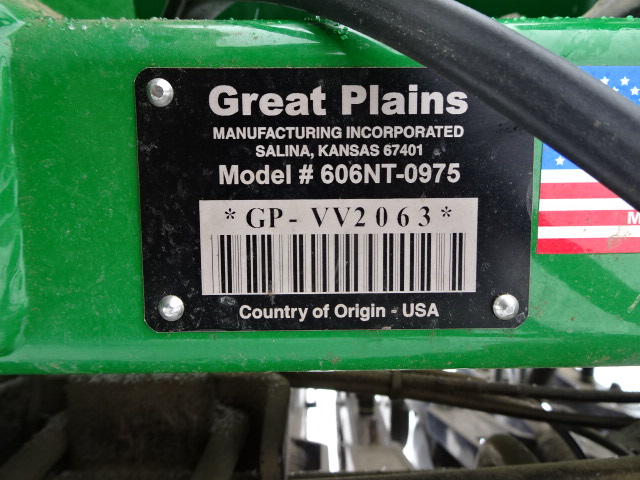 Great Plains
MANUFACTURING INCORPORATED
SALINA, KANSAS 67401
Model # 606NT-0975
*GP-VV2063*
Country of Origin - USA
M